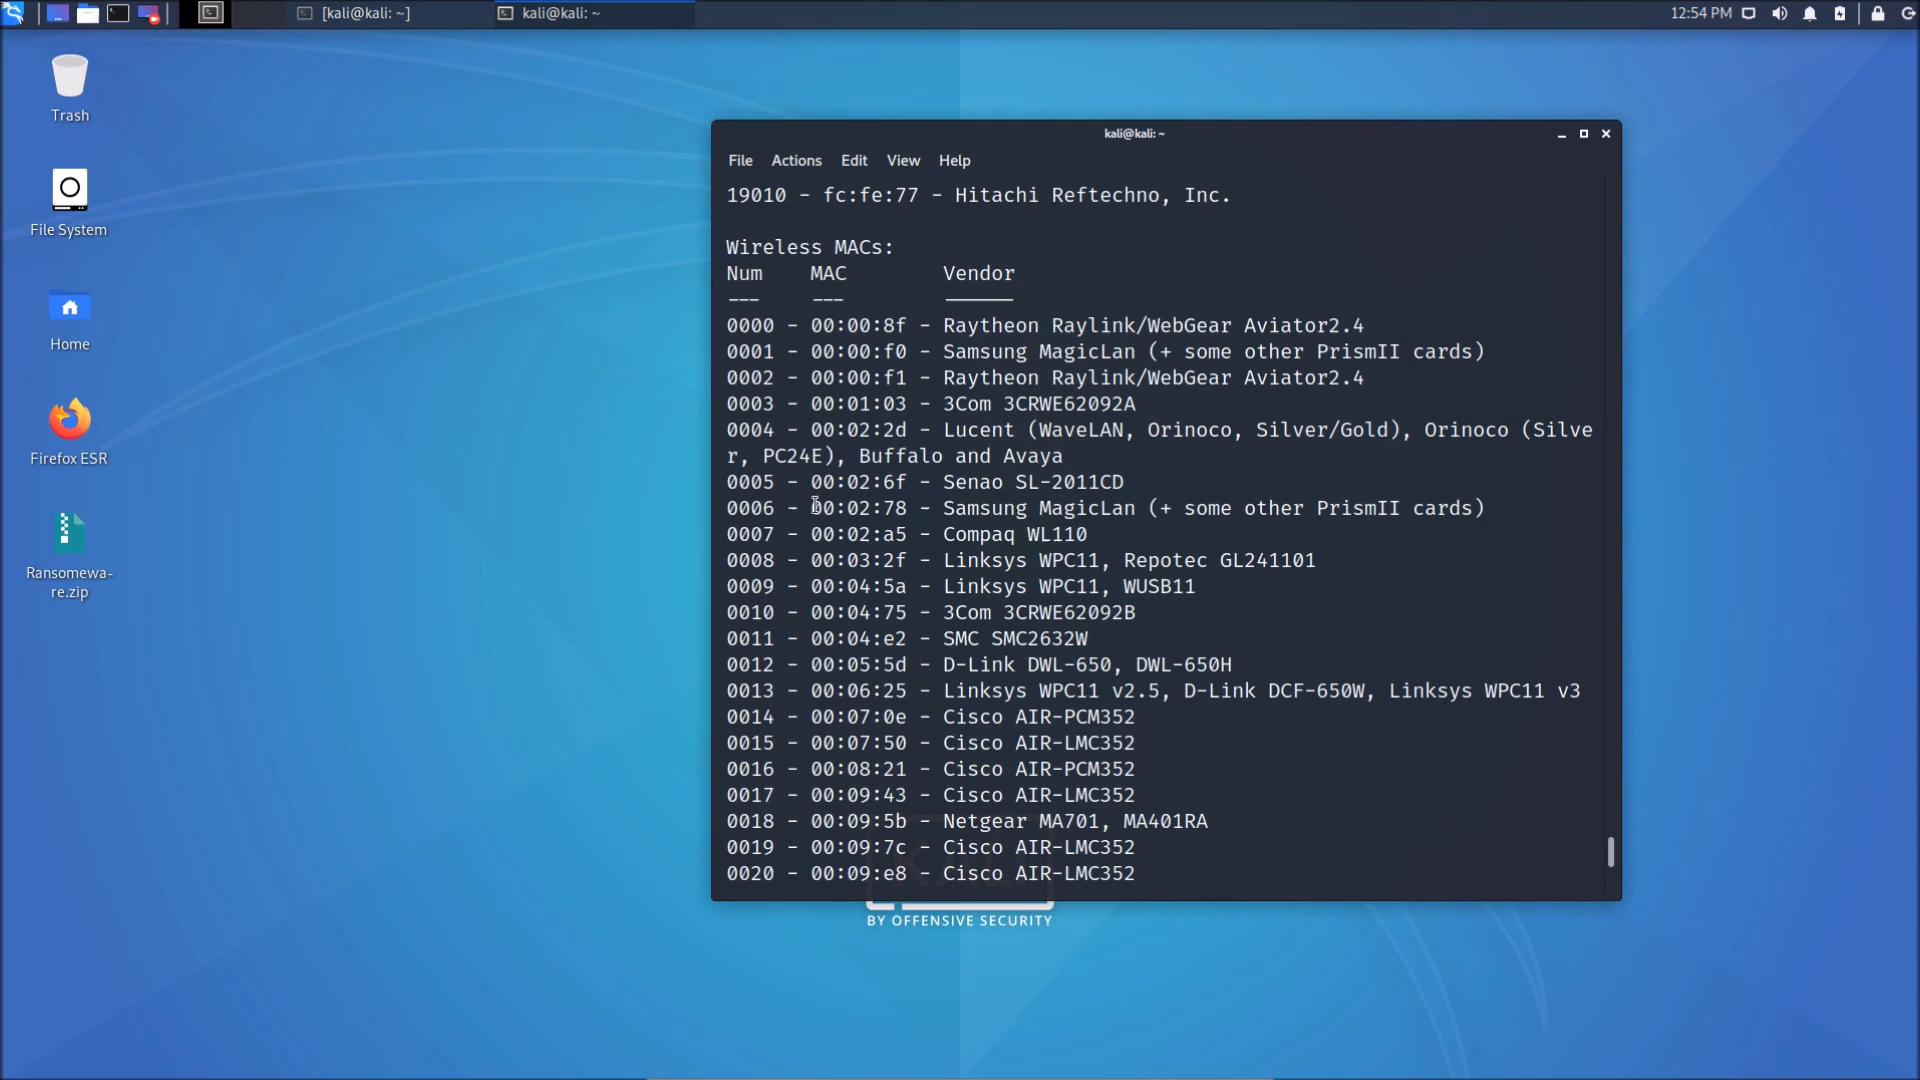 [kali@kali: ~]
kali@kali: ~
12:54 PM
Trash
File System
Home
Firefox ESR
Ransomewa-
re.zip
kali@kali:~
File Actions Edit View Help
19010 - fc:fe:77 - Hitachi Reftechno, Inc.
Wireless MACs:
Num MAC Vendor
--- --- ------
0000 - 00:00:8f - Raytheon Raylink/WebGear Aviator2.4
0001 - 00:00:f0 - Samsung MagicLan (+ some other PrismII cards)
0002 - 00:00:f1 - Raytheon Raylink/WebGear Aviator2.4
0003 - 00:01:03 - 3Com 3CRWE62092A
0004 - 00:02:2d - Lucent (WaveLAN, Orinoco, Silver/Gold), Orinoco (Silve
r, PC24E), Buffalo and Avaya
0005 - 00:02:6f - Senao SL-2011CD
0006 - 00:02:78 - Samsung MagicLan (+ some other PrismII cards)
0007 - 00:02:a5 - Compaq WL110
0008 - 00:03:2f - Linksys WPC11, Repotec GL241101
0009 - 00:04:5a - Linksys WPC11, WUSB11
0010 - 00:04:75 - 3Com 3CRWE62092B
0011 - 00:04:e2 - SMC SMC2632W
0012 - 00:05:5d - D-Link DWL-650, DWL-650H
0013 - 00:06:25 - Linksys WPC11 v2.5, D-Link DCF-650W, Linksys WPC11 v3
0014 - 00:07:0e - Cisco AIR-PCM352
0015 - 00:07:50 - Cisco AIR-LMC352
0016 - 00:08:21 - Cisco AIR-PCM352
0017 - 00:09:43 - Cisco AIR-LMC352
0018 - 00:09:5b - Netgear MA701, MA401RA
0019 - 00:09:7c - Cisco AIR-LMC352
0020 - 00:09:e8 - Cisco AIR-LMC352
KALI
BY OFFENSIVE SECURITY